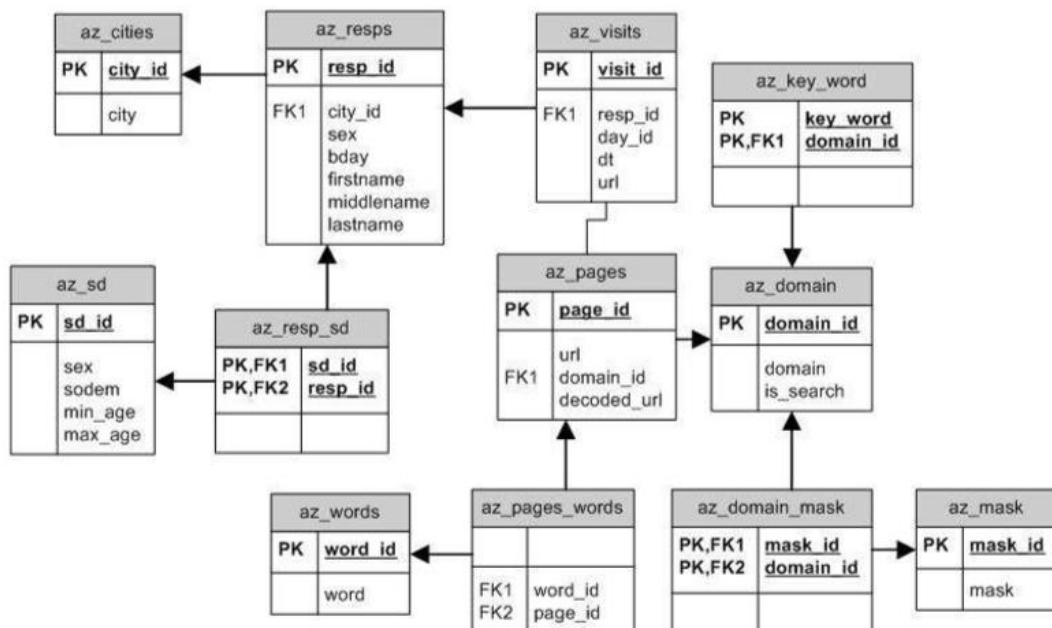 az_cities
PK city_id
city
az_resps
PK resp_id
FK1 city_id
sex
bday
firstname
middlename
lastname
az_visits
PK visit_id
FK1 resp_id
day_id
dt
url
az_key_word
PK key_word
PK,FK1 domain_id
az_sd
PK sd_id
sex
sodem
min_age
max_age
az_resp_sd
PK,FK1 sd_id
PK,FK2 resp_id
az_pages
PK page_id
url
FK1 domain_id
decoded_url
az_domain
PK domain_id
domain
is_search
az_words
PK word_id
word
az_pages_words
FK1 word_id
FK2 page_id
az_domain_mask
PK,FK1 mask_id
PK,FK2 domain_id
az_mask
PK mask_id
mask